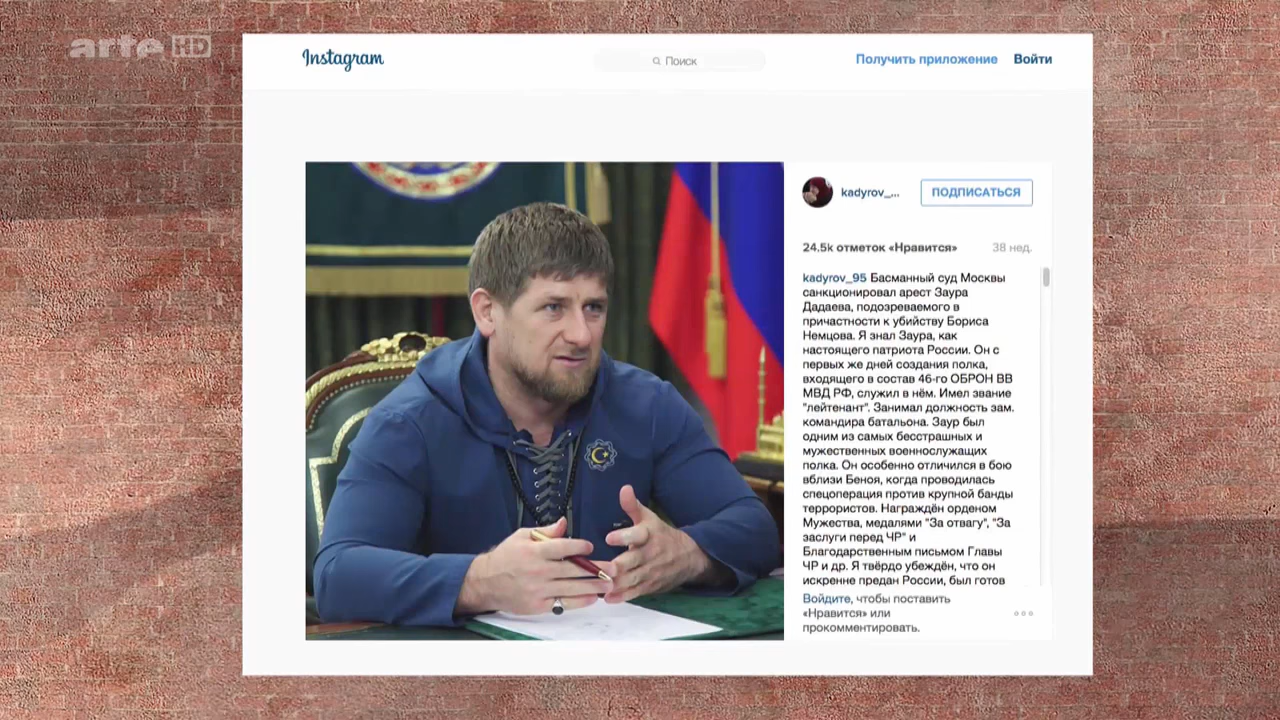 arte HD
Instagram
Поиск
Получить приложение
Войти
kadyrov_...
ПОДПИСАТЬСЯ
24.5k отметок «Нравится»
38 нед.
kadyrov_95 Басманный суд Москвы
санкционировал арест Заура
Дадаева, подозреваемого в
причастности к убийству Бориса
Немцова. Я знал Заура, как
настоящего патриота России. Он с
первых же дней создания полка,
входящего в состав 46-го ОБРОН ВВ
МВД РФ, служил в нём. Имел звание
"лейтенант". Занимал должность зам.
командира батальона. Заур был
одним из самых бесстрашных и
мужественных военнослужащих
полка. Он особенно отличился в бою
вблизи Беноя, когда проводилась
спецоперация против крупной банды
террористов. Награждён орденом
Мужества, медалями "За отвагу", "За
заслуги перед ЧР" и
Благодарственным письмом Главы
ЧР и др. Я твёрдо убеждён, что он
искренне предан России, был готов
Войдите, чтобы поставить
«Нравится» или
прокомментировать.